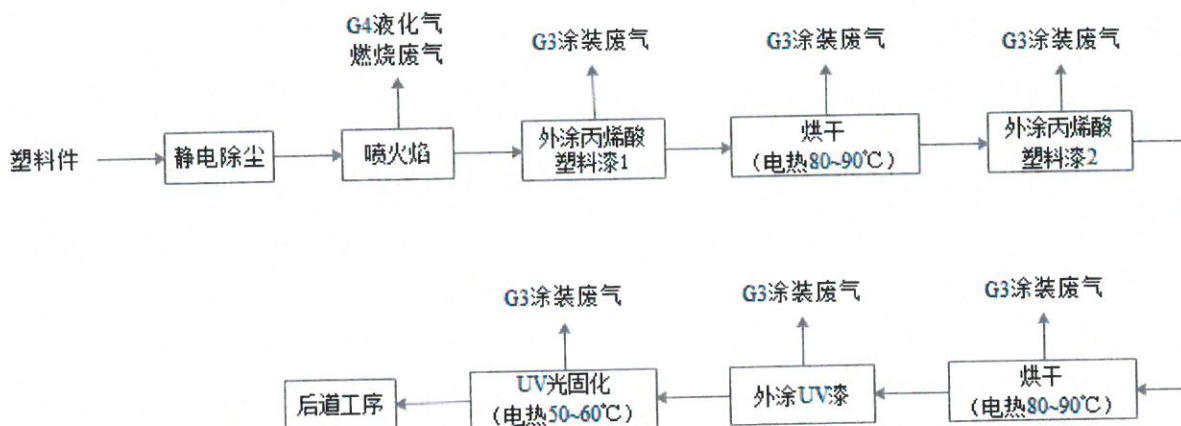 G4液化气
燃烧废气
G3涂装废气
G3涂装废气
G3涂装废气
塑料件
静电除尘
喷火焰
外涂丙烯酸
塑料漆1
烘干
（电热80~90℃）
外涂丙烯酸
塑料漆2
G3涂装废气
G3涂装废气
G3涂装废气
后道工序
UV光固化
（电热50~60℃）
外涂UV漆
烘干
（电热80~90℃）